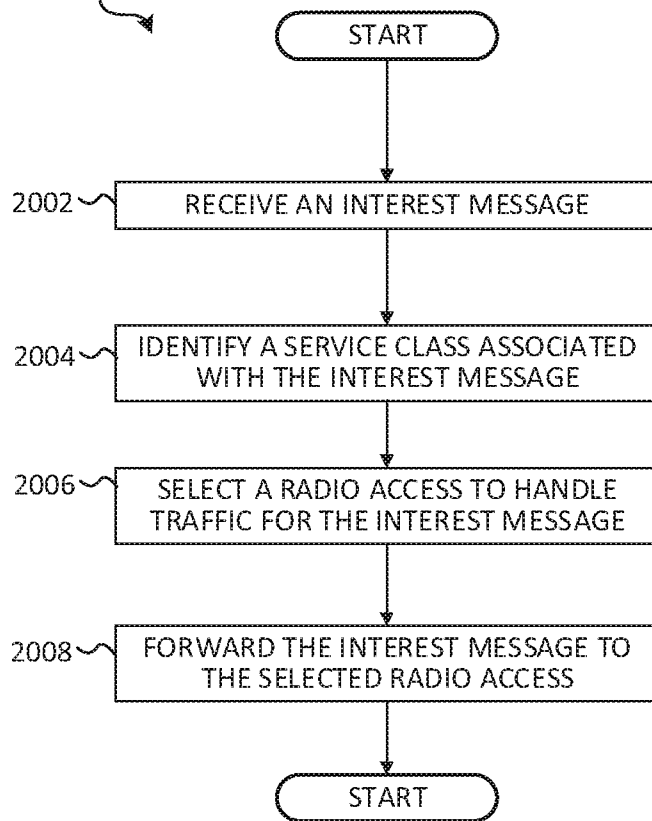 START
2002 RECEIVE AN INTEREST MESSAGE
2004 IDENTIFY A SERVICE CLASS ASSOCIATED
WITH THE INTEREST MESSAGE
2006 SELECT A RADIO ACCESS TO HANDLE
TRAFFIC FOR THE INTEREST MESSAGE
2008 FORWARD THE INTEREST MESSAGE TO
THE SELECTED RADIO ACCESS
START